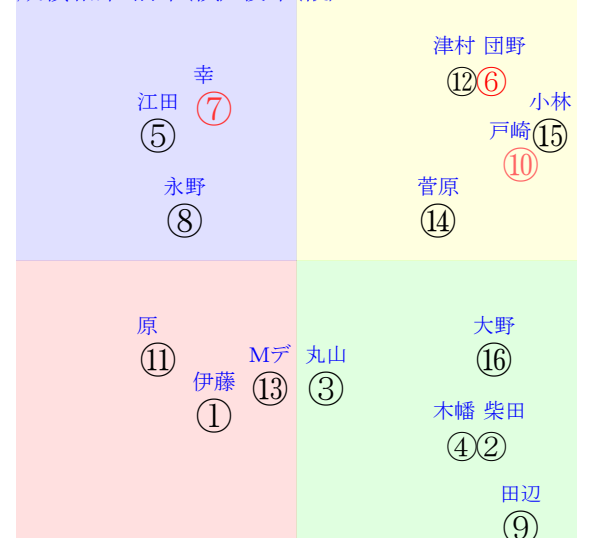 津村 団野
⑫⑥
幸
⑦
江田
⑤
小林
⑮
戸崎
⑩
永野
⑧
菅原
⑭
原
⑪
Mデ
⑬
丸山
③
大野
⑯
伊藤
①
木幡 柴田
④②
田辺
⑨